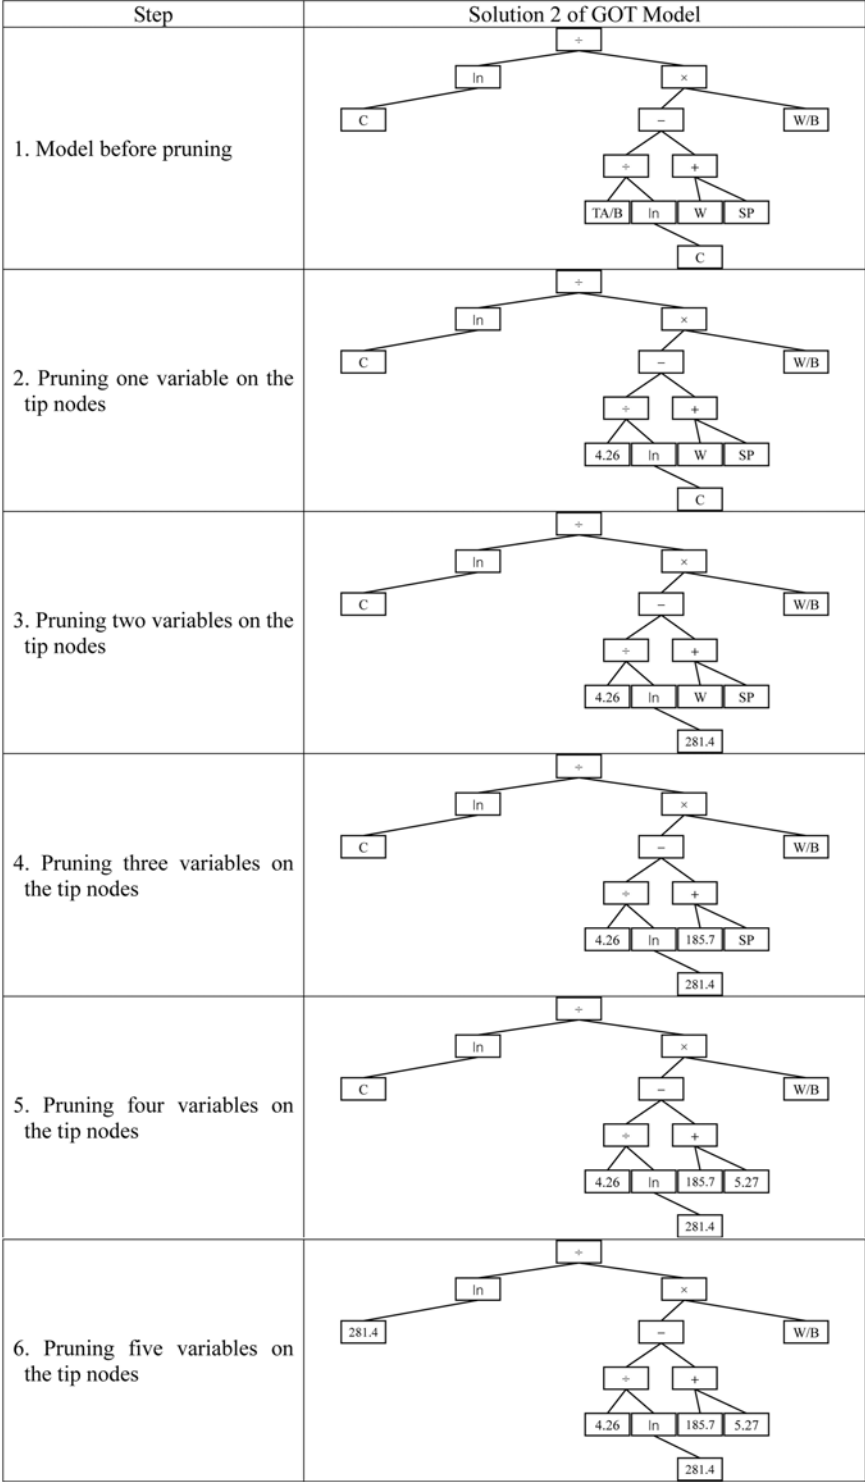 Step Solution 2 of GOT Model
÷
ln ×
C − W/B
÷ +
1. Model before pruning
TA/B ln W SP
C
÷
ln ×
C − W/B
2. Pruning one variable on the
tip nodes
÷ +
4.26 ln W SP
C
÷
ln ×
C − W/B
3. Pruning two variables on the
tip nodes
÷ +
4.26 ln W SP
281.4
÷
ln ×
C − W/B
4. Pruning three variables on
the tip nodes
÷ +
4.26 ln 185.7 SP
281.4
÷
ln ×
C − W/B
5. Pruning four variables on
the tip nodes
÷ +
4.26 ln 185.7 5.27
281.4
÷
ln ×
281.4 − W/B
6. Pruning five variables on
the tip nodes
÷ +
4.26 ln 185.7 5.27
281.4